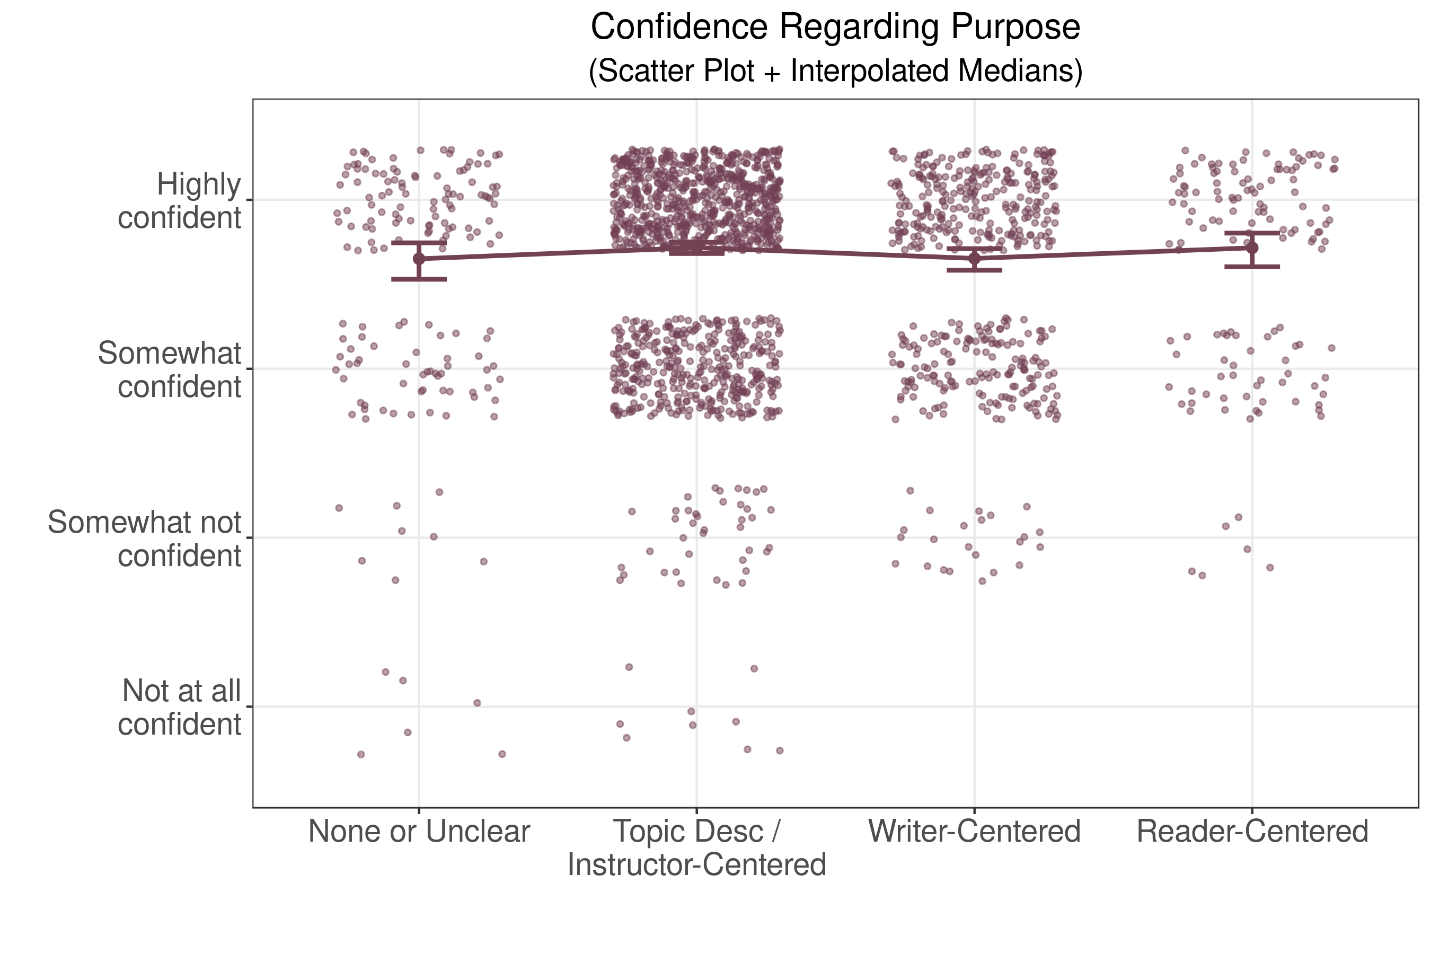 Confidence Regarding Purpose
(Scatter Plot + Interpolated Medians)
Highly
confident
Somewhat
confident
Somewhat not
confident
Not at all
confident
None or Unclear
Topic Desc /
Instructor-Centered
Writer-Centered
Reader-Centered